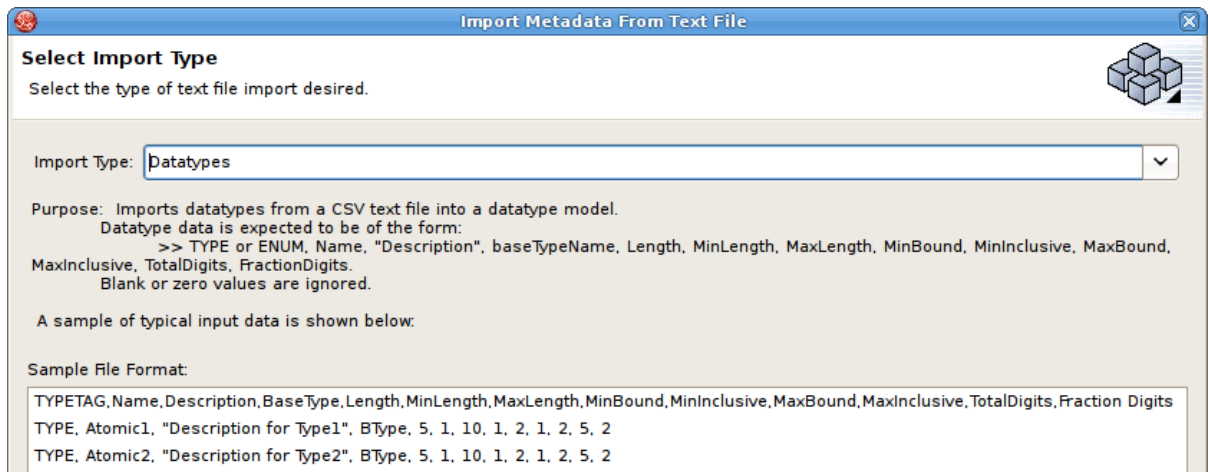 Import Metadata From Text File
Select Import Type
Select the type of text file import desired.
Import Type: Datatypes
Purpose: Imports datatypes from a CSV text file into a datatype model.
Datatype data is expected to be of the form:
>> TYPE or ENUM, Name, "Description", baseTypeName, Length, MinLength, MaxLength, MinBound, MinInclusive, MaxBound,
MaxInclusive, TotalDigits, FractionDigits.
Blank or zero values are ignored.
A sample of typical input data is shown below:
Sample File Format:
TYPETAG,Name,Description,BaseType,Length,MinLength,MaxLength,MinBound,MinInclusive,MaxBound,MaxInclusive,TotalDigits,Fraction Digits
TYPE, Atomic1, "Description for Type1", BType, 5, 1, 10, 1, 2, 1, 2, 5, 2
TYPE, Atomic2, "Description for Type2", BType, 5, 1, 10, 1, 2, 1, 2, 5, 2